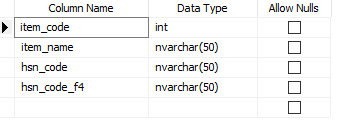 Column Name Data Type Allow Nulls
item_code int
item_name nvarchar(50)
hsn_code nvarchar(50)
hsn_code_f4 nvarchar(50)